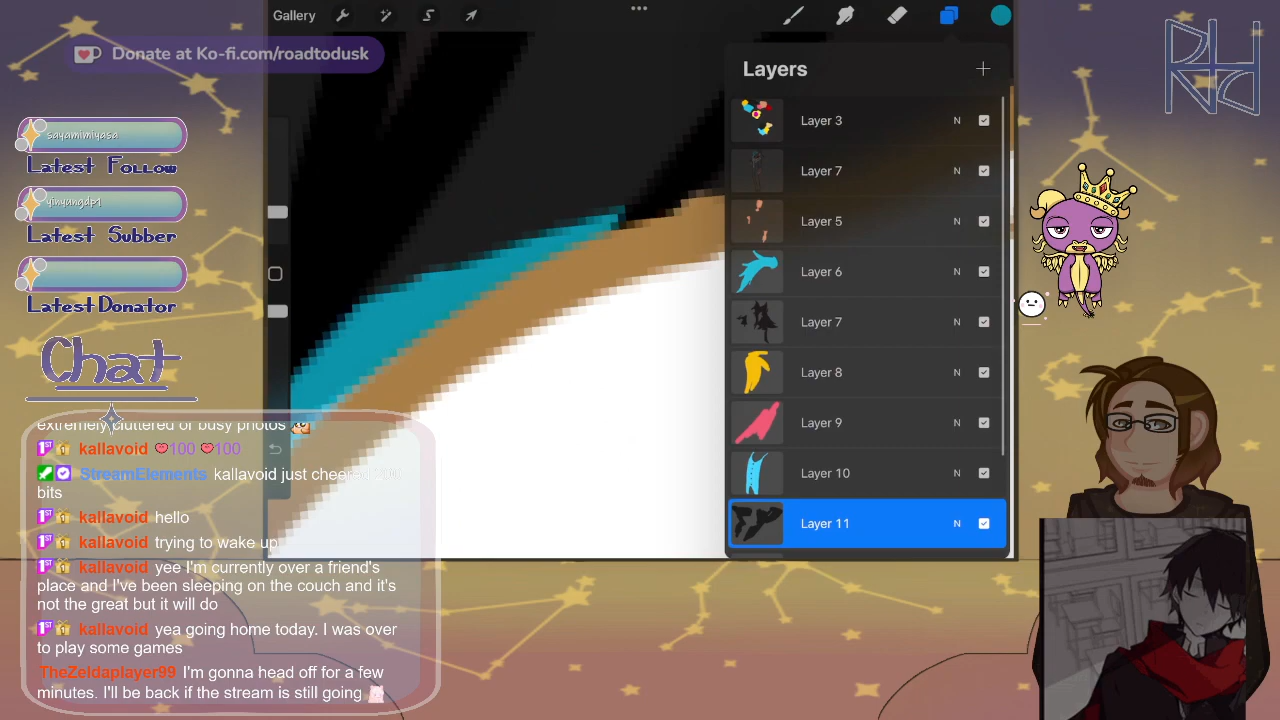 Gallery
Donate at Ko-fi.com/roadtodusk
Layers
Layer 3 N
Layer 7 N
Layer 5 N
Layer 6 N
Layer 7 N
Layer 8 N
Layer 9 N
Layer 10 N
Layer 11 N
sayamimiyasa
Latest Follow
yinyangdp1
Latest Subber
Latest Donator
Chat
extremely cluttered or busy photos
kallavoid 100 100
StreamElements kallavoid just cheered
bits
kallavoid hello
kallavoid trying to wake up
kallavoid yee I'm currently over a friend's
place and I've been sleeping on the couch and it's
not the great but it will do
kallavoid yea going home today. I was over
to play some games
TheZeldaplayer99 I'm gonna head off for a few
minutes. I'll be back if the stream is still going